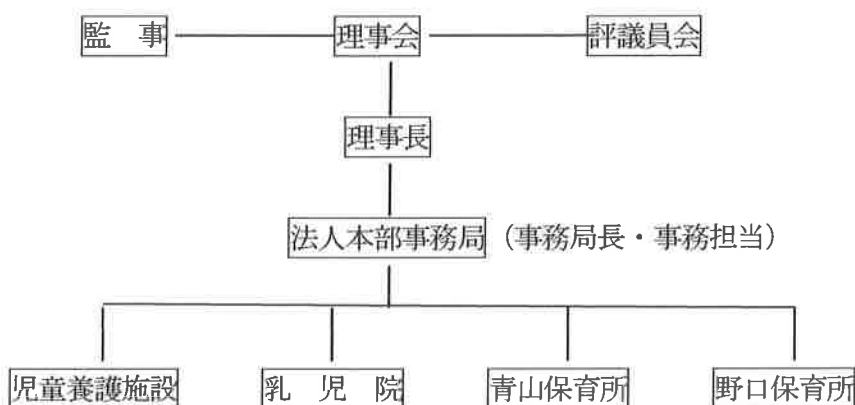 監　事　理事会　評議員会
理事長
法人本部事務局（事務局長・事務担当）
児童養護施設　乳　児　院　青山保育所　野口保育所